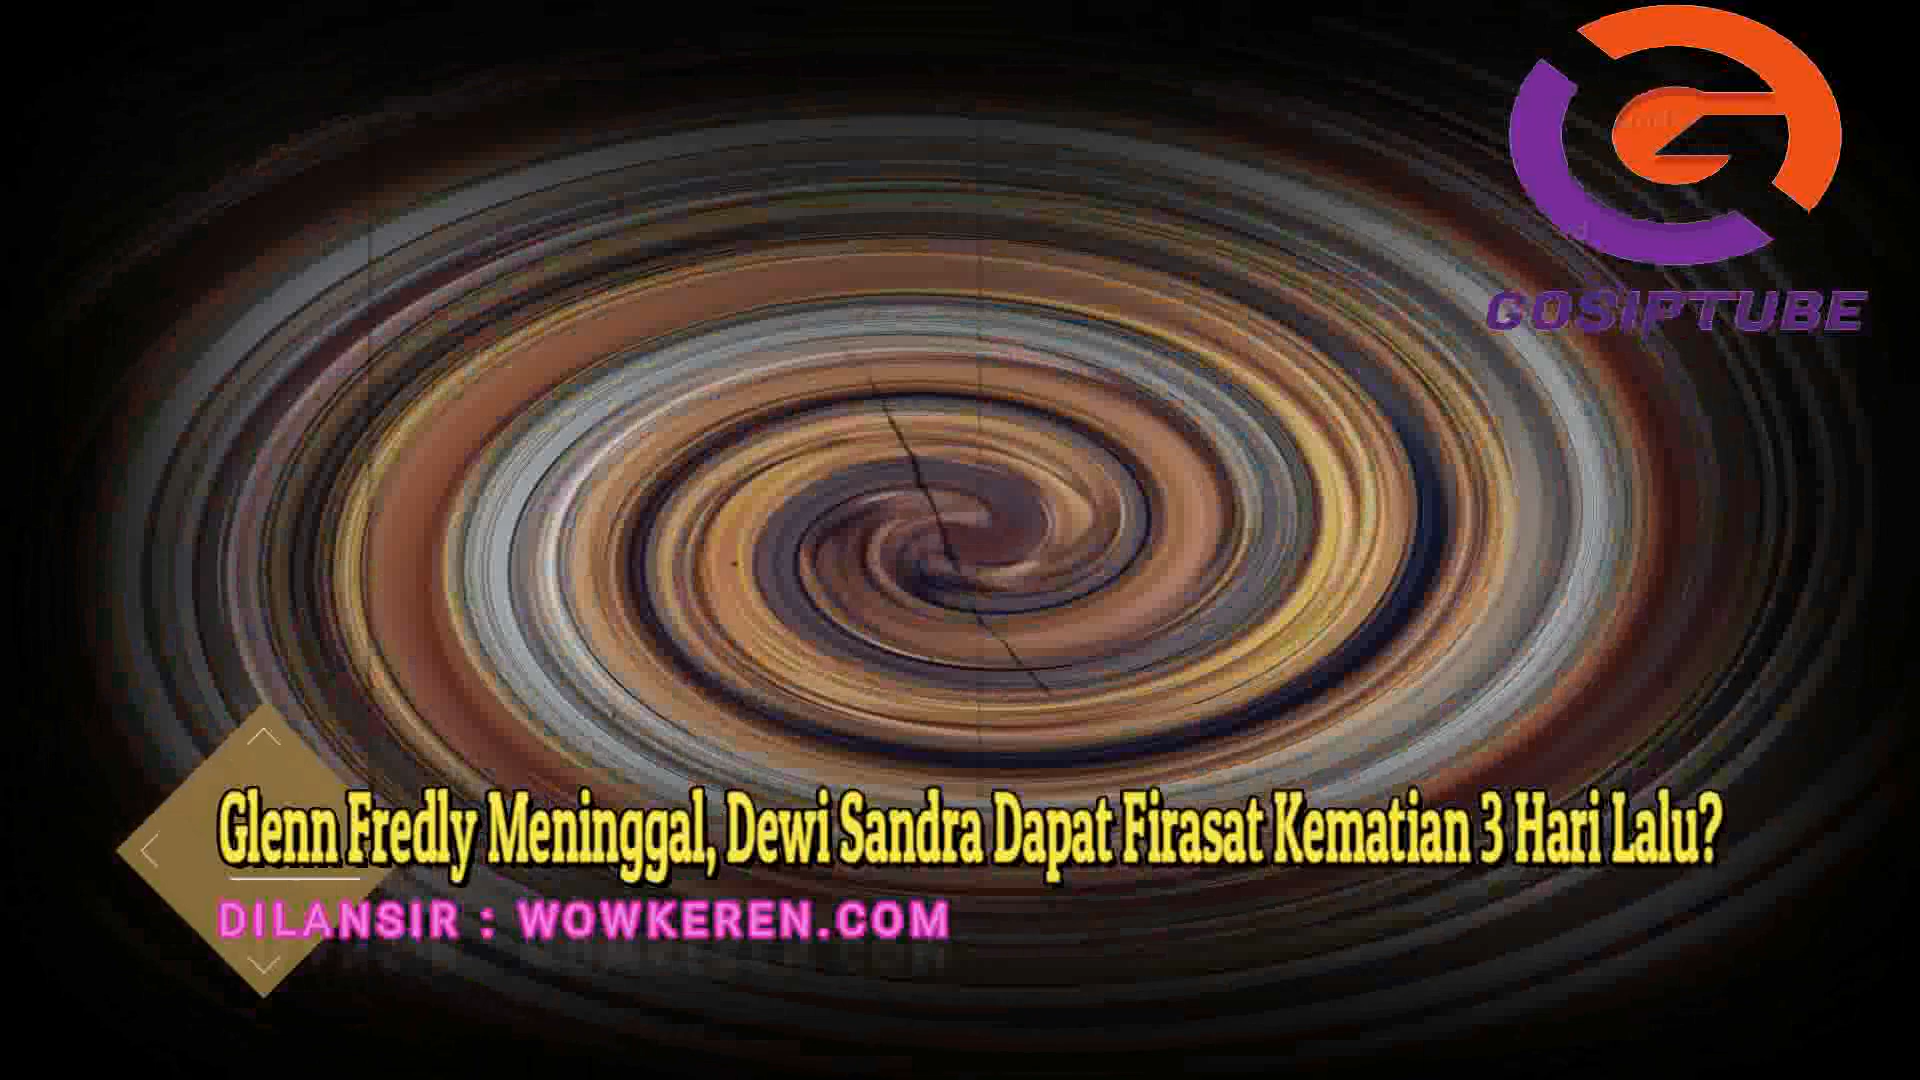 GOSIPTUBE
Glenn Fredly Meninggal, Dewi Sandra Dapat Firasat Kematian 3 Hari Lalu?
DILANSIR : WOWKEREN.COM